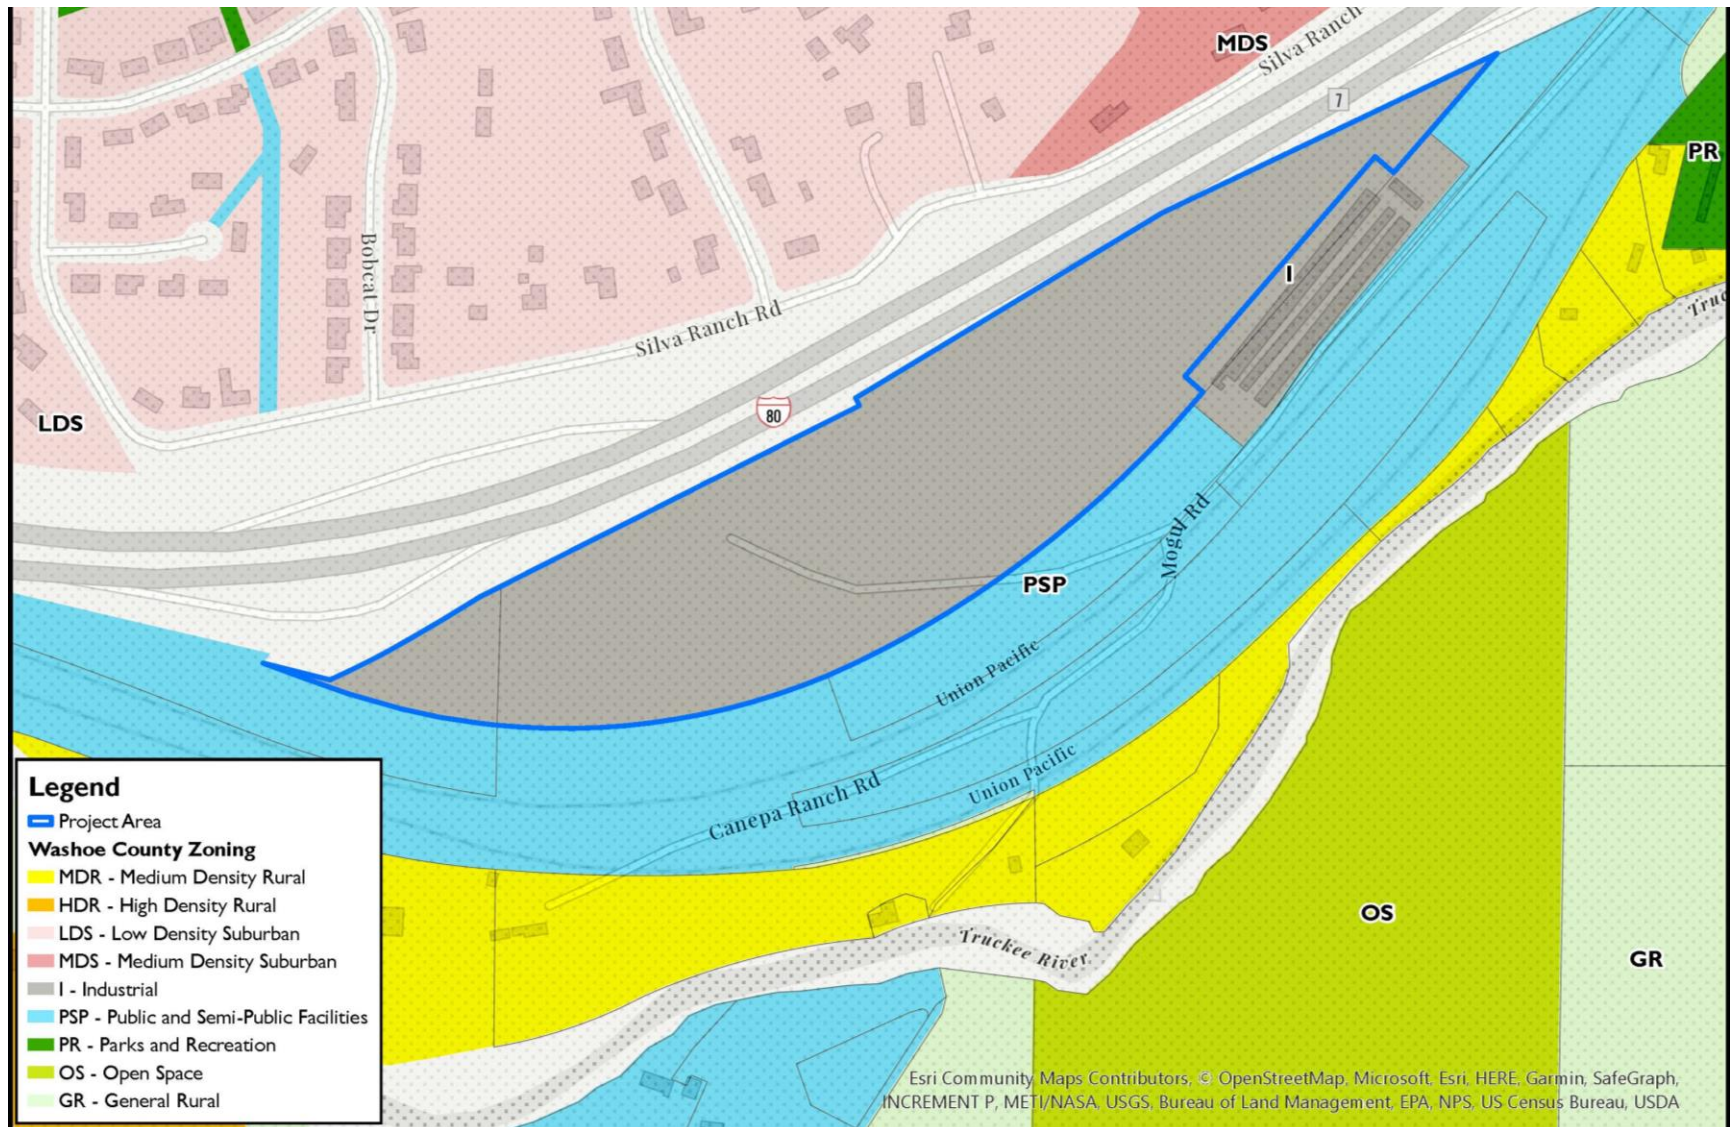 MDS
Silva Ranch
7
PR
Bobcat Dr
I
Silva Ranch Rd
80
LDS
Mogul Rd
PSP
Union Pacific
Union Pacific
Canepa Ranch Rd
OS
Truckee River
GR
Legend
Project Area
Washoe County Zoning
MDR - Medium Density Rural
HDR - High Density Rural
LDS - Low Density Suburban
MDS - Medium Density Suburban
I - Industrial
PSP - Public and Semi-Public Facilities
PR - Parks and Recreation
OS - Open Space
GR - General Rural
Esri Community Maps Contributors, © OpenStreetMap, Microsoft, Esri, HERE, Garmin, SafeGraph,
INCREMENT P, METI/NASA, USGS, Bureau of Land Management, EPA, NPS, US Census Bureau, USDA